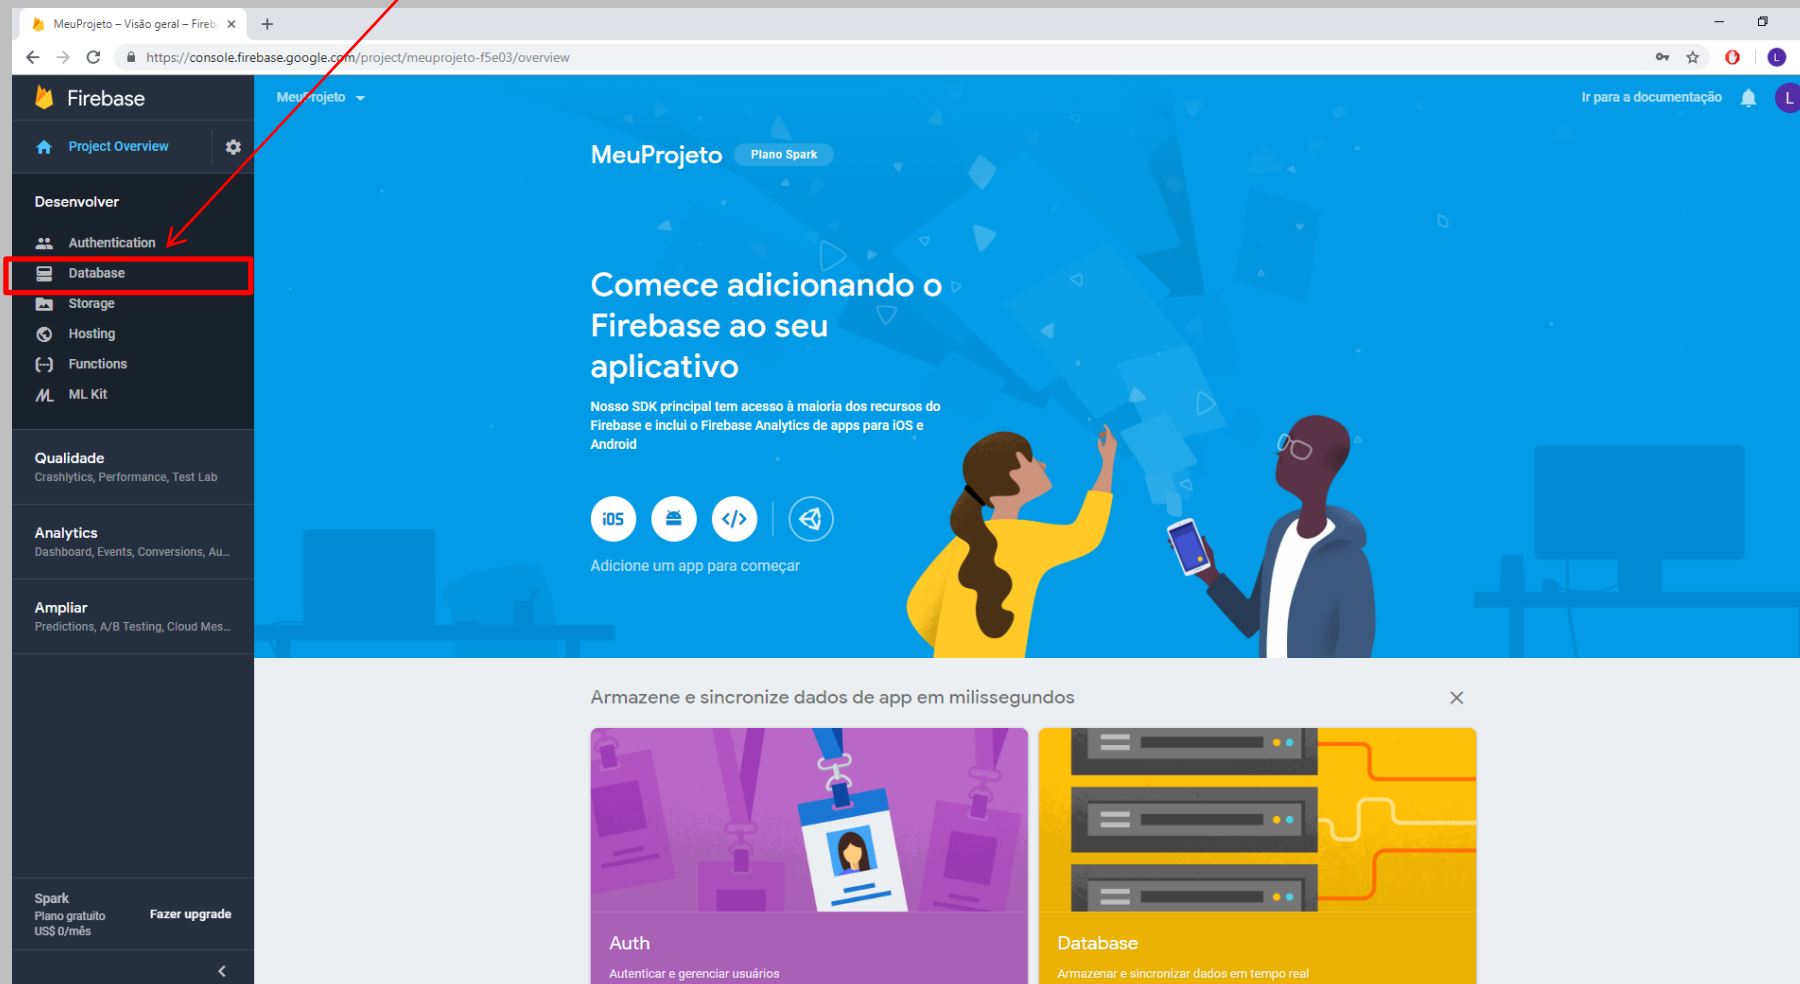 MeuProjeto – Visão geral – Fireb
https://console.firebase.google.com/project/meuprojeto-f5e03/overview
L
Firebase
MeuProjeto
Ir para a documentação
L
Project Overview
MeuProjeto
Plano Spark
Desenvolver
Authentication
Database
Storage
Hosting
Functions
ML Kit
Comece adicionando o
Firebase ao seu
aplicativo
Nosso SDK principal tem acesso à maioria dos recursos do
Firebase e inclui o Firebase Analytics de apps para iOS e
Android
iOS
Adicione um app para começar
Qualidade
Crashlytics, Performance, Test Lab
Analytics
Dashboard, Events, Conversions, Au...
Ampliar
Predictions, A/B Testing, Cloud Mes...
Armazene e sincronize dados de app em milissegundos
Auth
Autenticar e gerenciar usuários
Database
Armazenar e sincronizar dados em tempo real
Spark
Plano gratuito
US$ 0/mês
Fazer upgrade